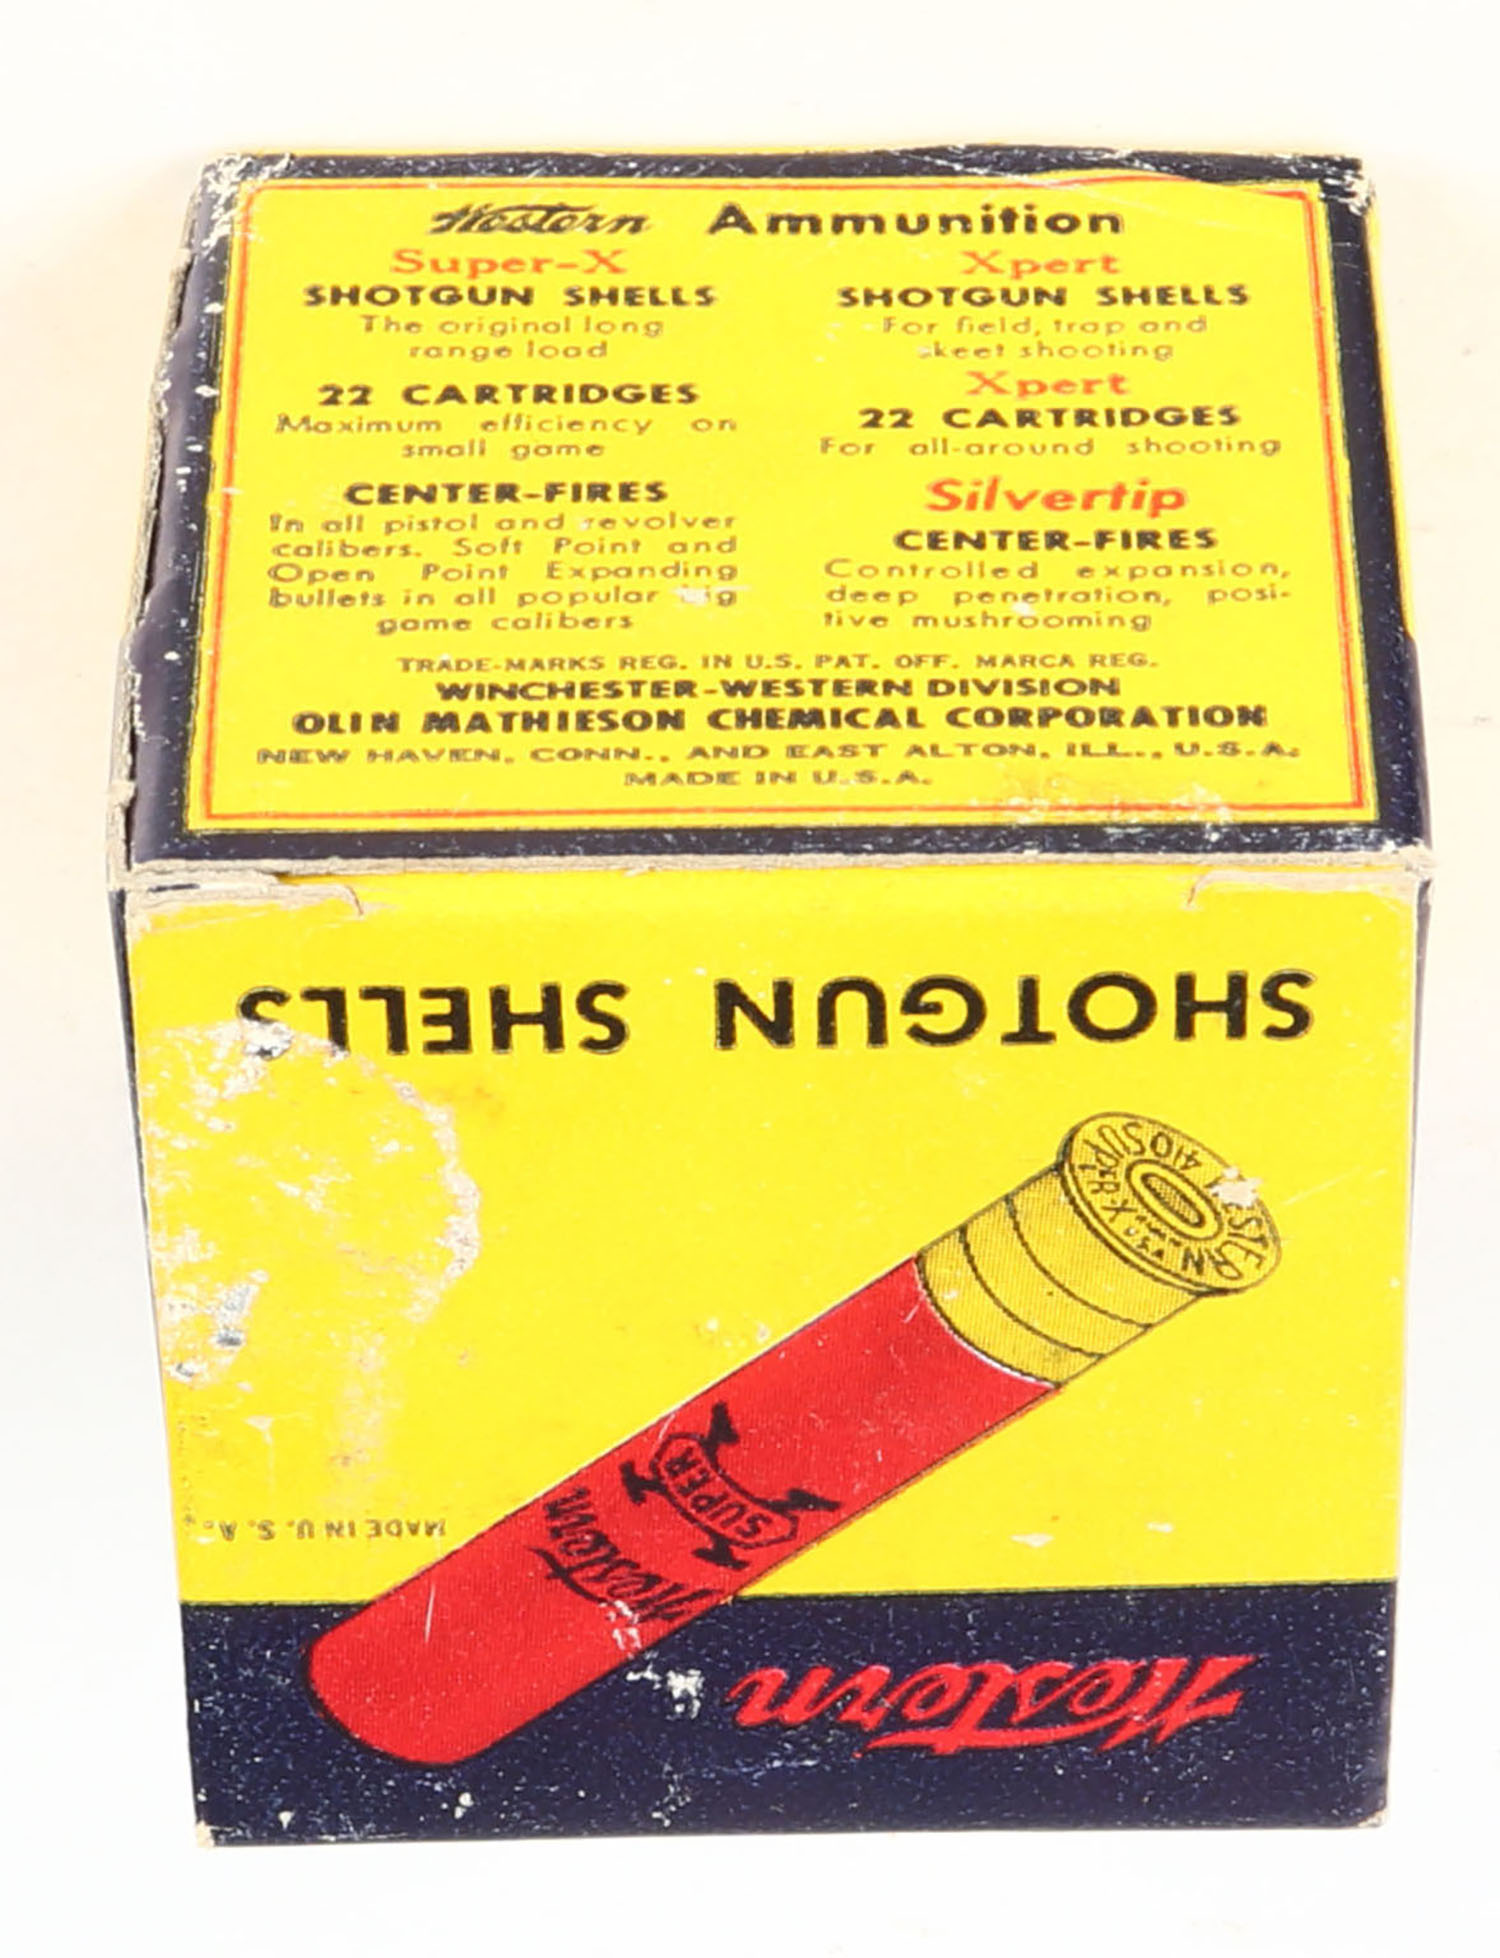 Western Ammunition
Super-X
SHOTGUN SHELLS
The original long
range load
22 CARTRIDGES
Maximum efficiency on
small game
CENTER-FIRES
In all pistol and revolver
calibers. Soft Point and
Open Point Expanding
bullets in all popular big
game calibers
Xpert
SHOTGUN SHELLS
For field, trap and
skeet shooting
Xpert
22 CARTRIDGES
For all-around shooting
Silvertip
CENTER-FIRES
Controlled expansion,
deep penetration, posi-
tive mushrooming
TRADE-MARKS REG. IN U.S. PAT. OFF. MARCA REG.
WINCHESTER-WESTERN DIVISION
OLIN MATHIESON CHEMICAL CORPORATION
NEW HAVEN, CONN., AND EAST ALTON, ILL., U.S.A.
MADE IN U.S.A.
SHOTGUN SHELLS
WESTERN
SUPER-X
410
U.S.A.
SUPER
Western
MADE IN U.S.A.
Western